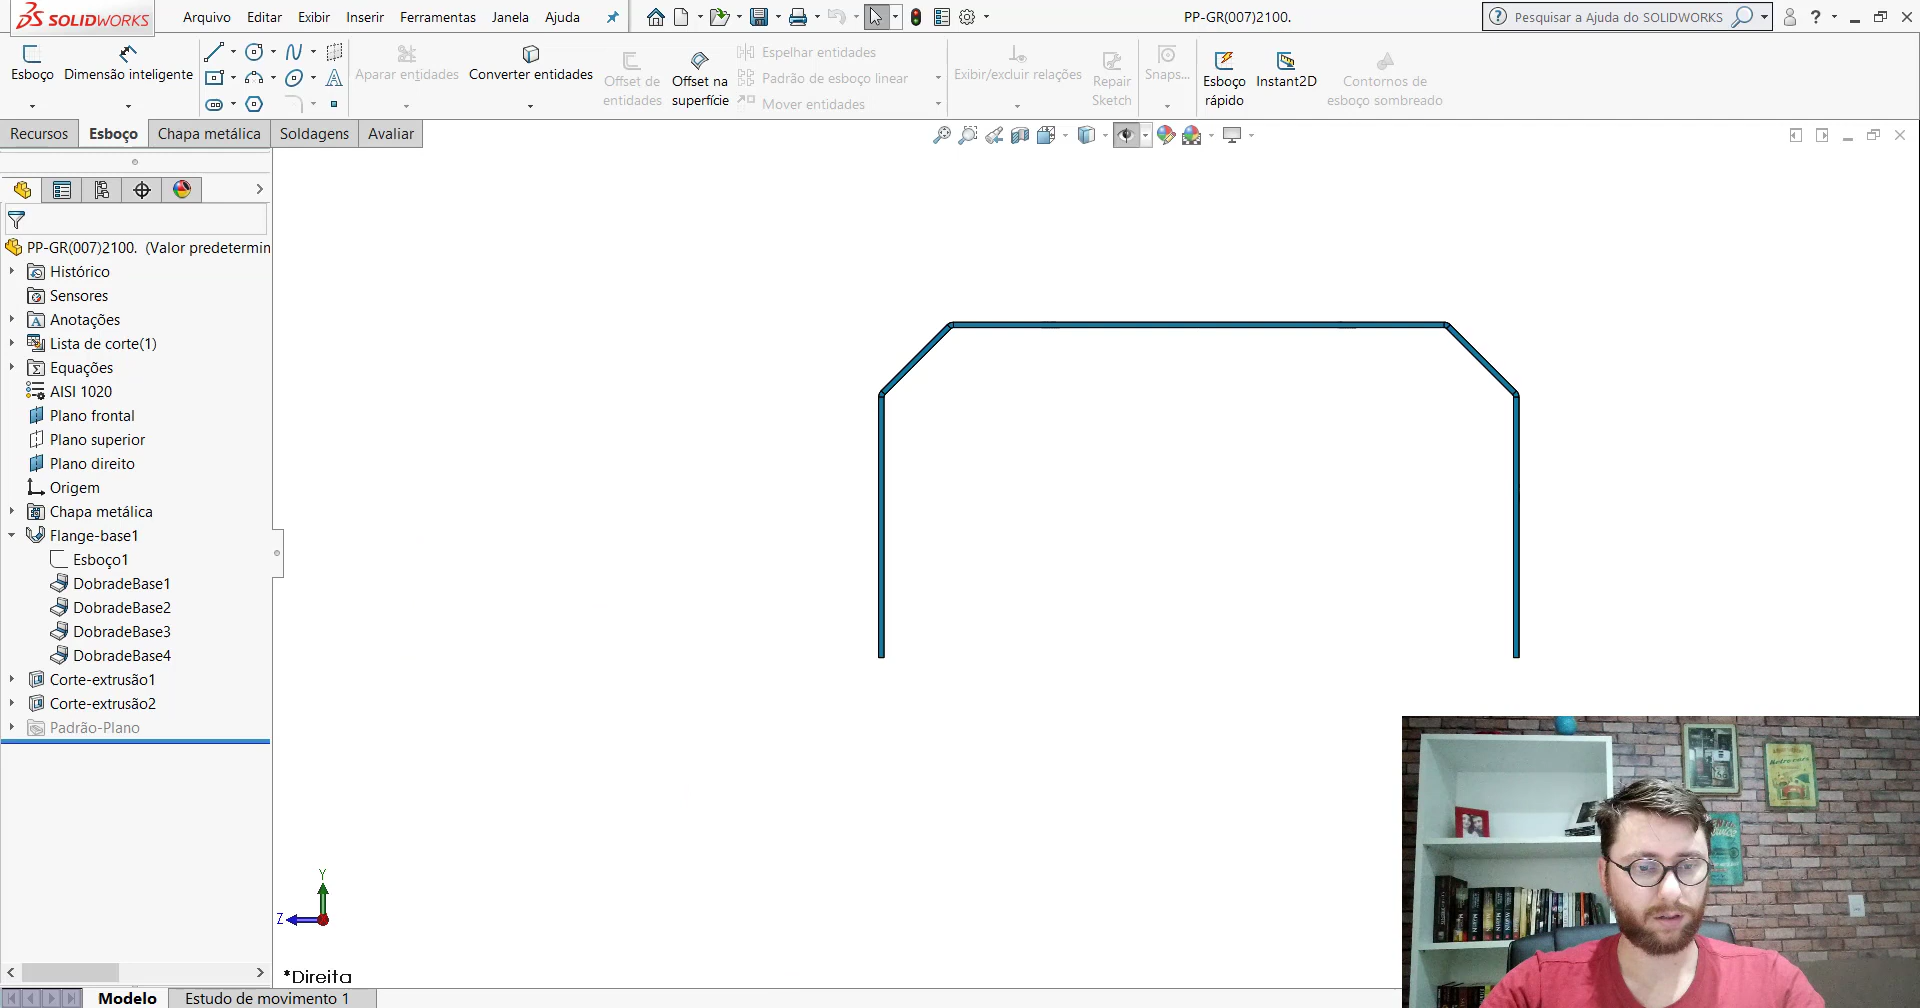 SOLIDWORKS
Arquivo Editar Exibir Inserir Ferramentas Janela Ajuda
PP-GR(007)2100.
Pesquisar a Ajuda do SOLIDWORKS
Esboço
Dimensão inteligente
Aparar entidades
Converter entidades
Offset de entidades
Offset na superfície
Espelhar entidades
Padrão de esboço linear
Mover entidades
Exibir/excluir relações
Repair Sketch
Snaps...
Esboço rápido
Instant2D
Contornos de esboço sombreado
Recursos Esboço Chapa metálica Soldagens Avaliar
PP-GR(007)2100. (Valor predetermin
Histórico
Sensores
Anotações
Lista de corte(1)
Equações
AISI 1020
Plano frontal
Plano superior
Plano direito
Origem
Chapa metálica
Flange-base1
Esboço1
DobradeBase1
DobradeBase2
DobradeBase3
DobradeBase4
Corte-extrusão1
Corte-extrusão2
Padrão-Plano
Y
Z
*Direita
Modelo Estudo de movimento 1